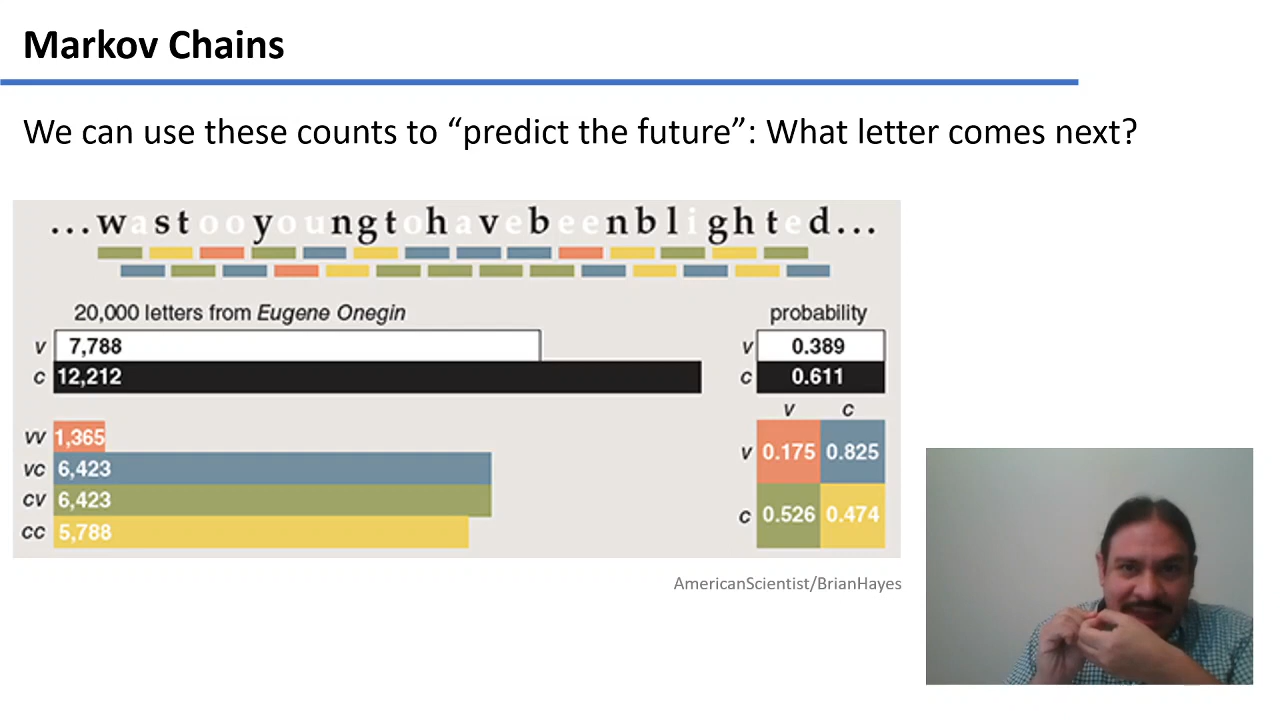 Markov Chains
We can use these counts to “predict the future”: What letter comes next?
...wastooyoungtohavebeenblighted...
20,000 letters from Eugene Onegin
probability
v 7,788
v 0.389
c 12,212
c 0.611
v c
vv 1,365
v 0.175 0.825
vc 6,423
cv 6,423
c 0.526 0.474
cc 5,788
AmericanScientist/BrianHayes